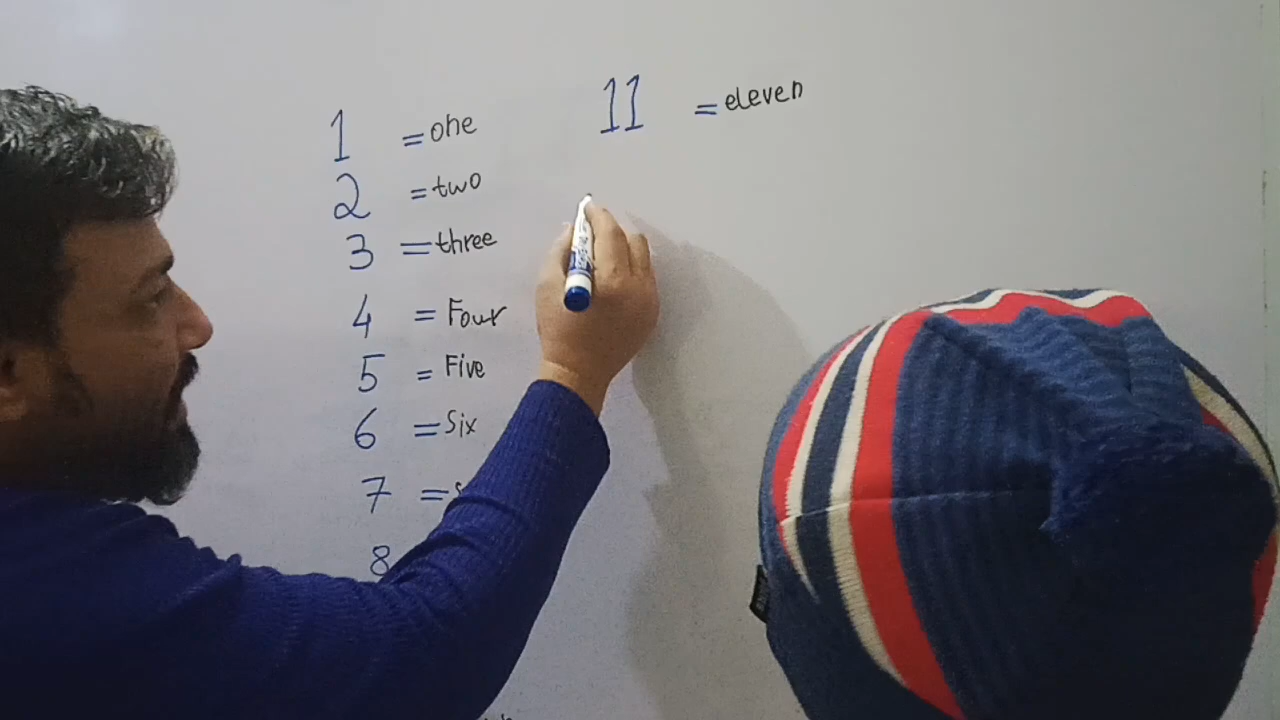 1 = one
2 = two
3 = three
4 = Four
5 = Five
6 = Six
7 =
8
11 = eleven